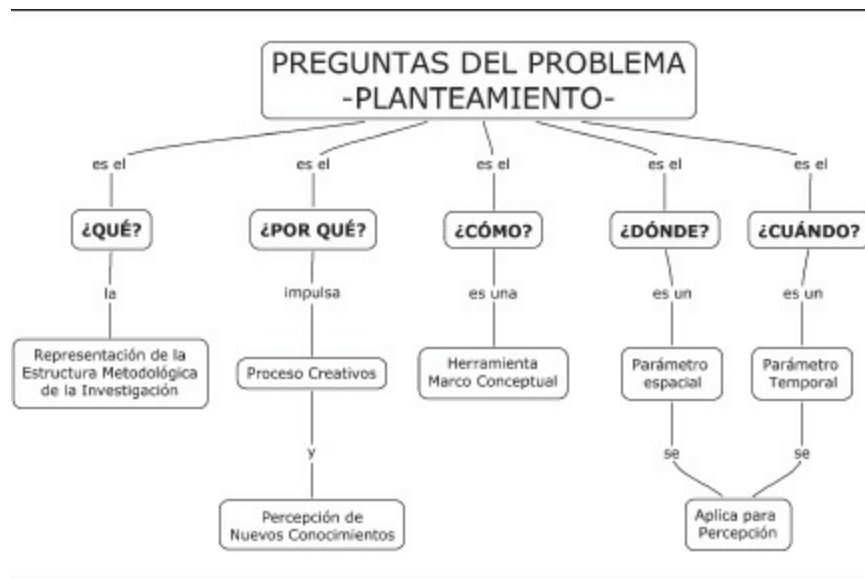 PREGUNTAS DEL PROBLEMA
-PLANTEAMIENTO-
es el
es el
es el
es el
es el
¿QUÉ?
¿POR QUÉ?
¿CÓMO?
¿DÓNDE?
¿CUÁNDO?
la
impulsa
es una
es un
es un
Representación de la
Estructura Metodológica
de la Investigación
Proceso Creativos
Herramienta
Marco Conceptual
Parámetro
espacial
Parámetro
Temporal
y
se
se
Percepción de
Nuevos Conocimientos
Aplica para
Percepción